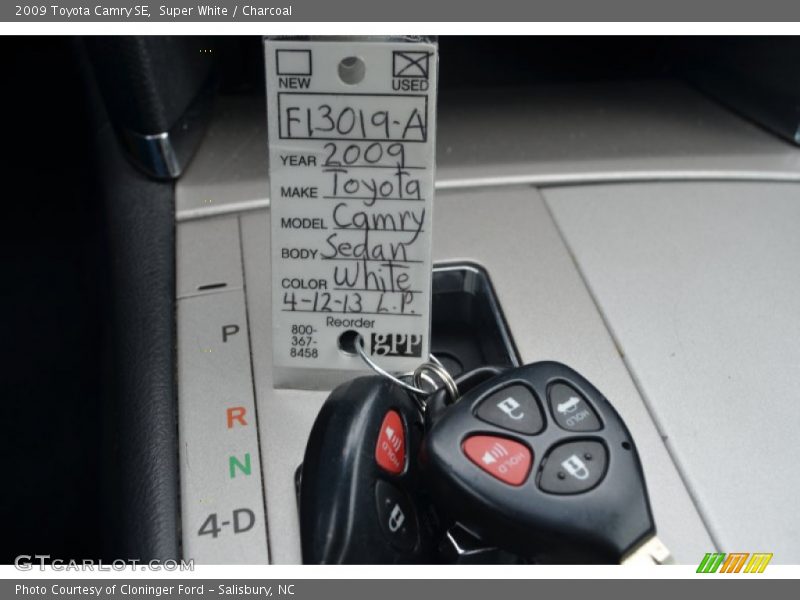 2009 Toyota Camry SE,  Super White / Charcoal
NEW USED
F13019-A
YEAR 2009
MAKE Toyota
MODEL Camry
BODY Sedan
COLOR White
4-12-13 L.P.
Reorder
800-
367-
8458
gpp
P
R
N
4-D
HOLD
HOLD
HOLD
GTCarLot.com
Photo Courtesy of Cloninger Ford – Salisbury, NC